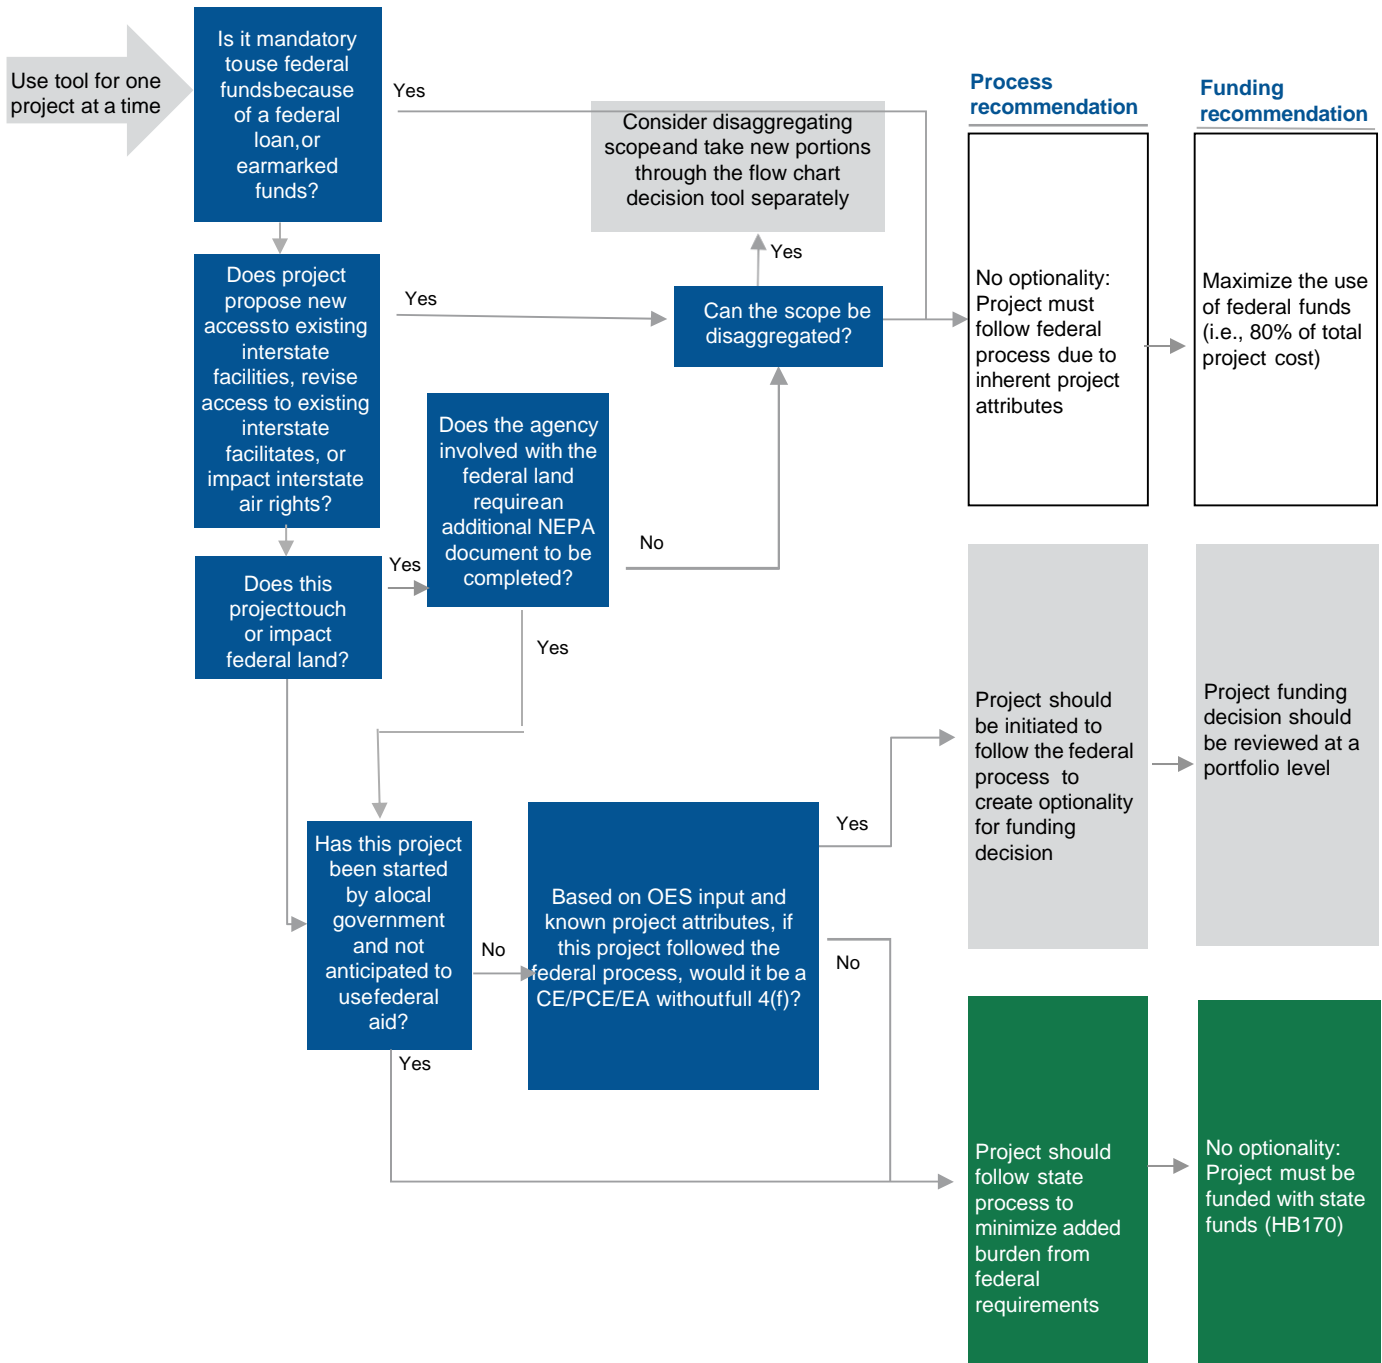 Use tool for one
project at a time
Is it mandatory
touse federal
fundsbecause
of a federal
loan,or
earmarked
funds?
Yes
Consider disaggregating
scopeand take new portions
through the flow chart
decision tool separately
Yes
Process
recommendation
Funding
recommendation
Does project
propose new
accessto existing
interstate
facilities, revise
access to existing
interstate
facilitates, or
impact interstate
air rights?
Yes
Can the scope be
disaggregated?
No optionality:
Project must
follow federal
process due to
inherent project
attributes
Maximize the use
of federal funds
(i.e., 80% of total
project cost)
Does the agency
involved with the
federal land
requirean
additional NEPA
document to be
completed?
No
Yes
Does this
projecttouch
or impact
federal land?
Yes
Project should
be initiated to
follow the federal
process to
create optionality
for funding
decision
Project funding
decision should
be reviewed at a
portfolio level
Has this project
been started
by alocal
government
and not
anticipated to
usefederal
aid?
No
Yes
Based on OES input and
known project attributes, if
this project followed the
federal process, would it be a
CE/PCE/EA withoutfull 4(f)?
Yes
No
Project should
follow state
process to
minimize added
burden from
federal
requirements
No optionality:
Project must be
funded with state
funds (HB170)